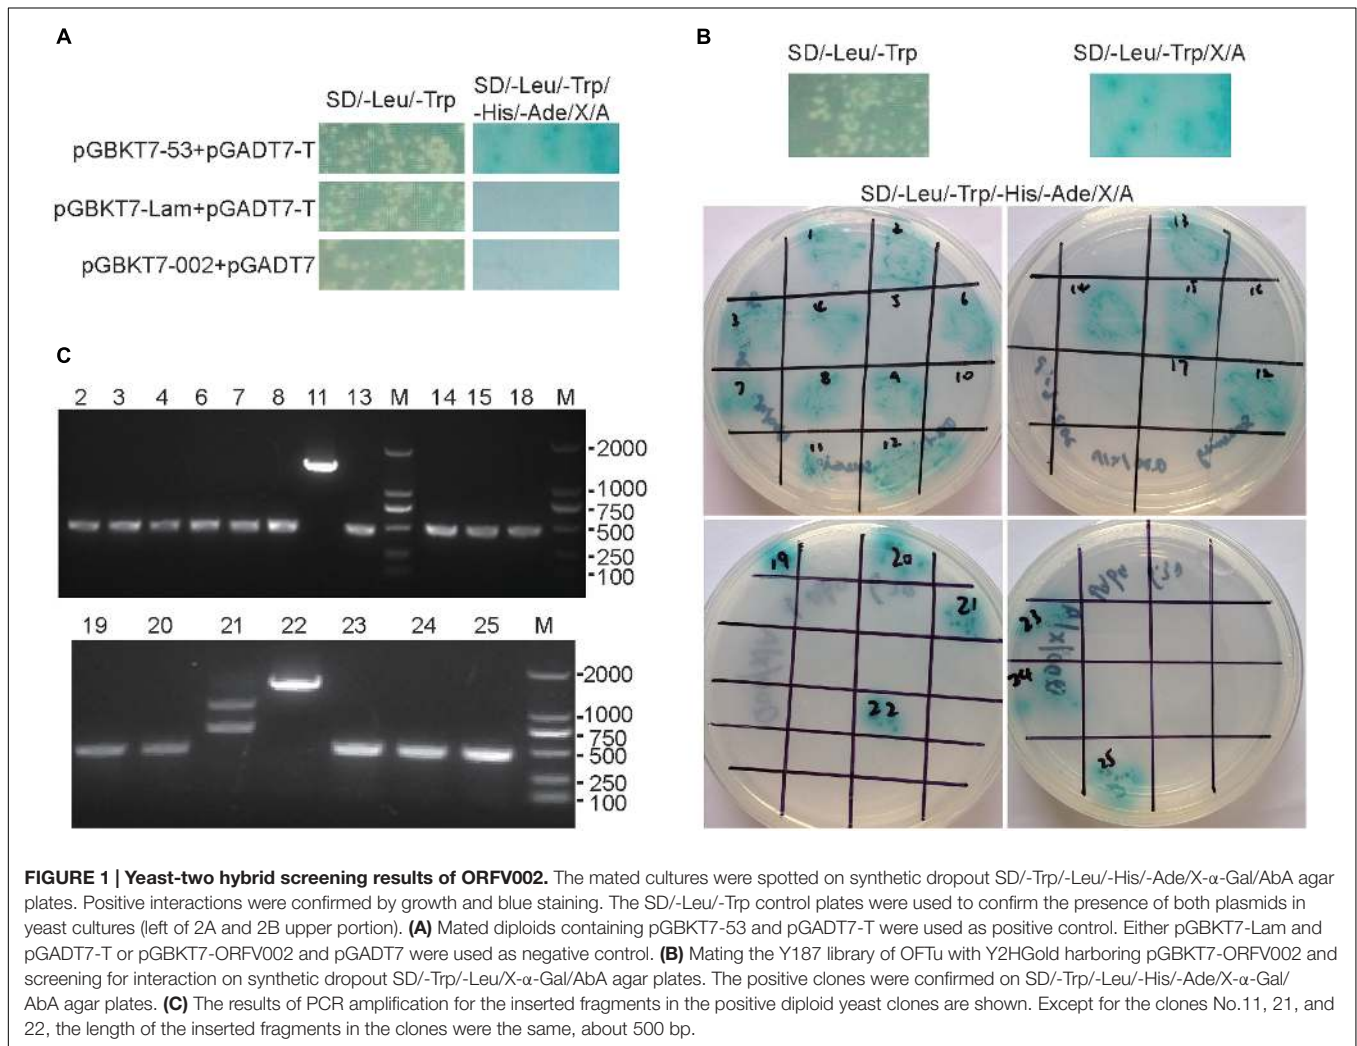 A
SD/-Leu/-Trp
SD/-Leu/-Trp/
-His/-Ade/X/A
pGBKT7-53+pGADT7-T
pGBKT7-Lam+pGADT7-T
pGBKT7-002+pGADT7
B
SD/-Leu/-Trp
SD/-Leu/-Trp/X/A
SD/-Leu/-Trp/-His/-Ade/X/A
1 2
3 4 5 6
7 8 9 10
11 12
13
14 15 16
17 18
19 20
21
22
23
24
25
C
2 3 4 6 7 8 11 13 M 14 15 18 M
-2000
-1000
-750
-500
-250
-100
19 20 21 22 23 24 25 M
-2000
-1000
-750
-500
-250
-100
FIGURE 1 | Yeast-two hybrid screening results of ORFV002. The mated cultures were spotted on synthetic dropout SD/-Trp/-Leu/-His/-Ade/X-α-Gal/AbA agar
plates. Positive interactions were confirmed by growth and blue staining. The SD/-Leu/-Trp control plates were used to confirm the presence of both plasmids in
yeast cultures (left of 2A and 2B upper portion). (A) Mated diploids containing pGBKT7-53 and pGADT7-T were used as positive control. Either pGBKT7-Lam and
pGADT7-T or pGBKT7-ORFV002 and pGADT7 were used as negative control. (B) Mating the Y187 library of OFTu with Y2HGold harboring pGBKT7-ORFV002 and
screening for interaction on synthetic dropout SD/-Trp/-Leu/X-α-Gal/AbA agar plates. The positive clones were confirmed on SD/-Trp/-Leu/-His/-Ade/X-α-Gal/
AbA agar plates. (C) The results of PCR amplification for the inserted fragments in the positive diploid yeast clones are shown. Except for the clones No.11, 21, and
22, the length of the inserted fragments in the clones were the same, about 500 bp.